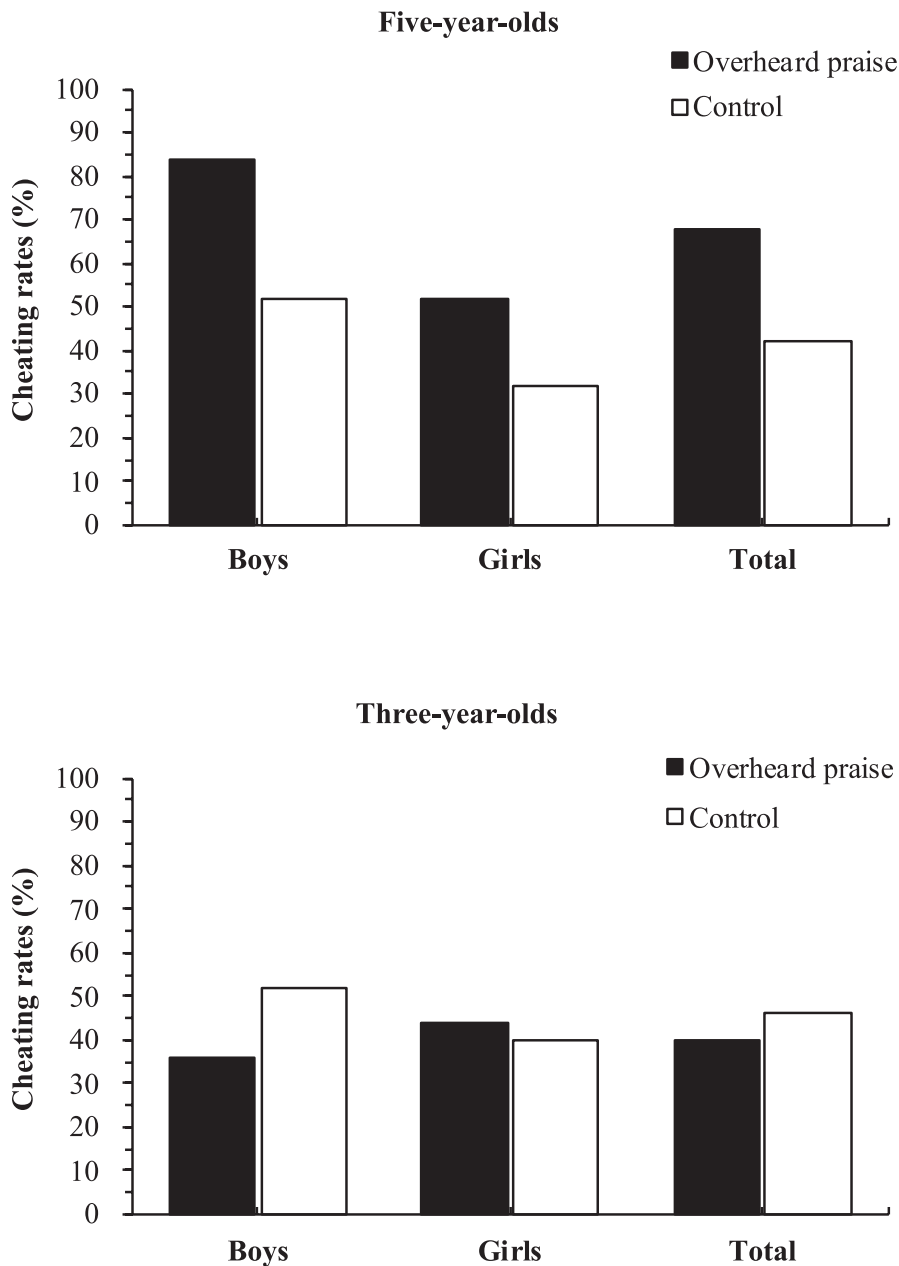 Five-year-olds
Overheard praise
Control
Cheating rates (%)
100
90
80
70
60
50
40
30
20
10
0
Boys Girls Total
Three-year-olds
Overheard praise
Control
Cheating rates (%)
100
90
80
70
60
50
40
30
20
10
0
Boys Girls Total